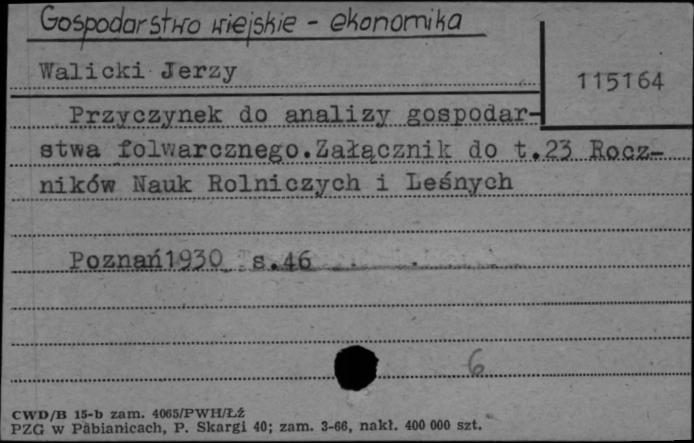 Gospodarstwo wiejskie - ekonomika
Walicki Jerzy
115164
Przyczynek do analizy gospodar-
stwa folwarcznego.Załącznik do t.23 Rocz-
ników Nauk Rolniczych i Leśnych
Poznań1930 s.46
6
CWD/B 15-b zam. 4065/PWH/Łź
PZG w Pabianicach, P. Skargi 40; zam. 3-66, nakł. 400 000 szt.